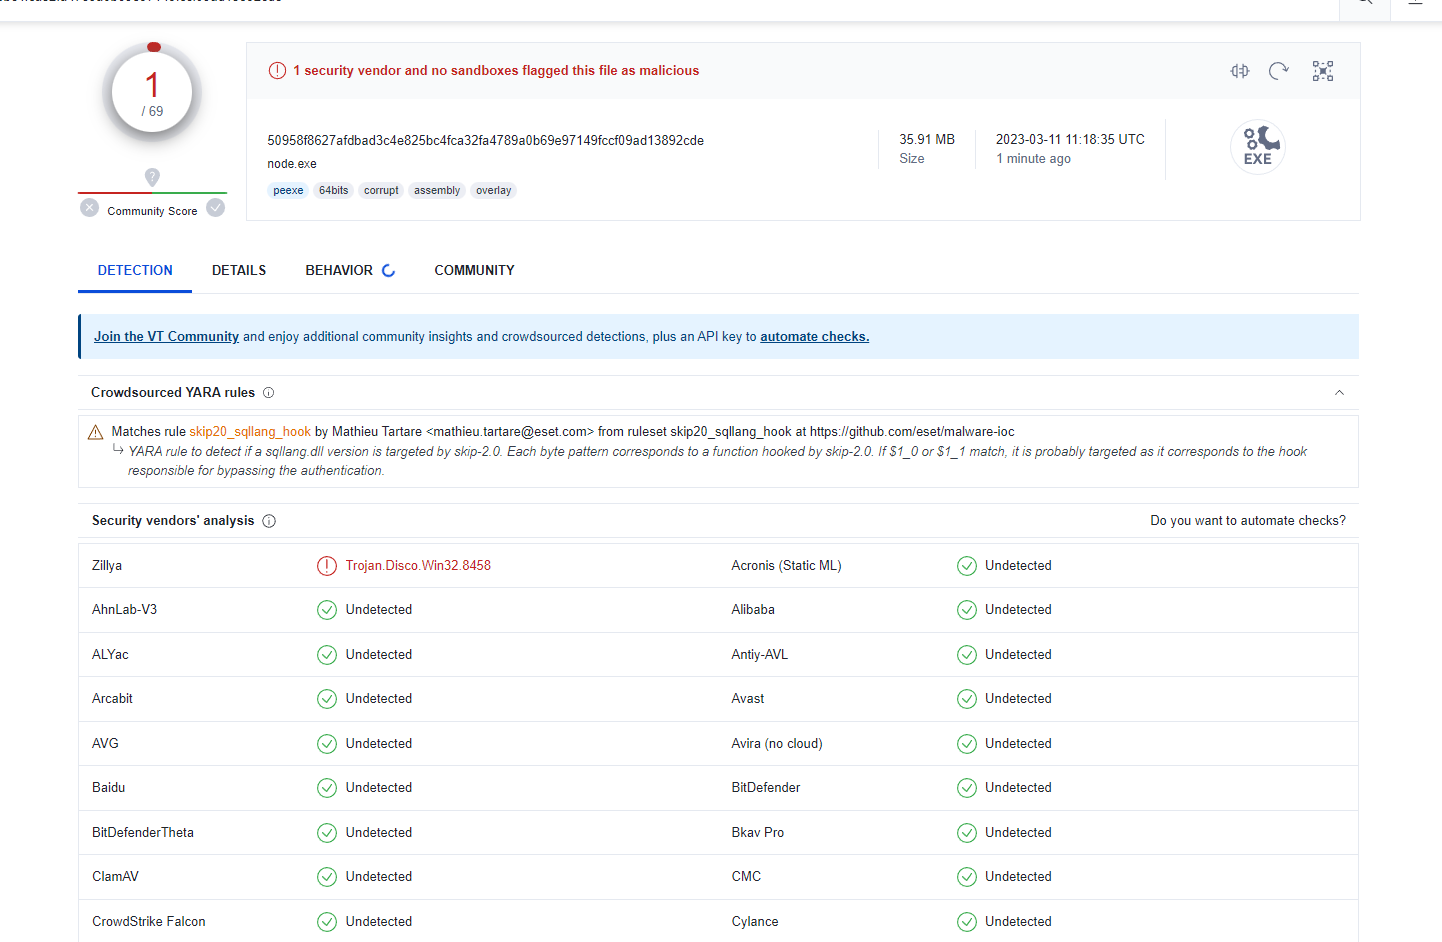 1
/ 69
Community Score
1 security vendor and no sandboxes flagged this file as malicious
50958f8627afdbad3c4e825bc4fca32fa4789a0b69e97149fccf09ad13892cde
node.exe
peexe 64bits corrupt assembly overlay
35.91 MB
Size
2023-03-11 11:18:35 UTC
1 minute ago
EXE
DETECTION DETAILS BEHAVIOR COMMUNITY
Join the VT Community and enjoy additional community insights and crowdsourced detections, plus an API key to automate checks.
Crowdsourced YARA rules
Matches rule skip20_sqllang_hook by Mathieu Tartare <mathieu.tartare@eset.com> from ruleset skip20_sqllang_hook at https://github.com/eset/malware-ioc
YARA rule to detect if a sqllang.dll version is targeted by skip-2.0. Each byte pattern corresponds to a function hooked by skip-2.0. If $1_0 or $1_1 match, it is probably targeted as it corresponds to the hook
responsible for bypassing the authentication.
Security vendors' analysis Do you want to automate checks?
Zillya Trojan.Disco.Win32.8458 Acronis (Static ML) Undetected
AhnLab-V3 Undetected Alibaba Undetected
ALYac Undetected Antiy-AVL Undetected
Arcabit Undetected Avast Undetected
AVG Undetected Avira (no cloud) Undetected
Baidu Undetected BitDefender Undetected
BitDefenderTheta Undetected Bkav Pro Undetected
ClamAV Undetected CMC Undetected
CrowdStrike Falcon Undetected Cylance Undetected